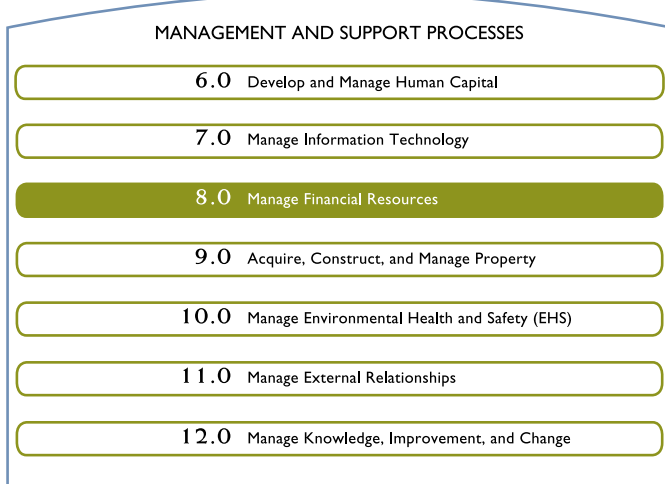 MANAGEMENT AND SUPPORT PROCESSES
6.0 Develop and Manage Human Capital
7.0 Manage Information Technology
8.0 Manage Financial Resources
9.0 Acquire, Construct, and Manage Property
10.0 Manage Environmental Health and Safety (EHS)
11.0 Manage External Relationships
12.0 Manage Knowledge, Improvement, and Change